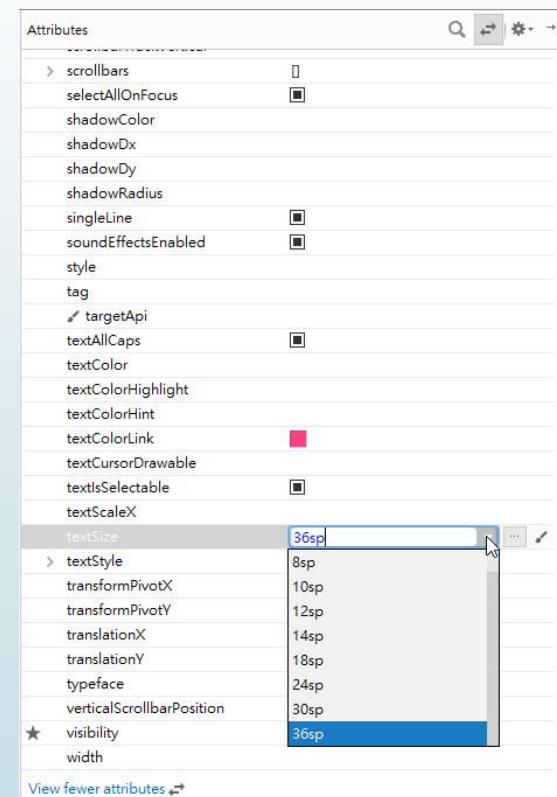 Attributes
scrollbars []
selectAllOnFocus
shadowColor
shadowDx
shadowDy
shadowRadius
singleLine
soundEffectsEnabled
style
tag
targetApi
textAllCaps
textColor
textColorHighlight
textColorHint
textColorLink
textCursorDrawable
textIsSelectable
textScaleX
textSize 36sp ...
textStyle 8sp
transformPivotX 10sp
transformPivotY 12sp
translationX 14sp
translationY 18sp
typeface 24sp
verticalScrollbarPosition 30sp
visibility 36sp
width
View fewer attributes